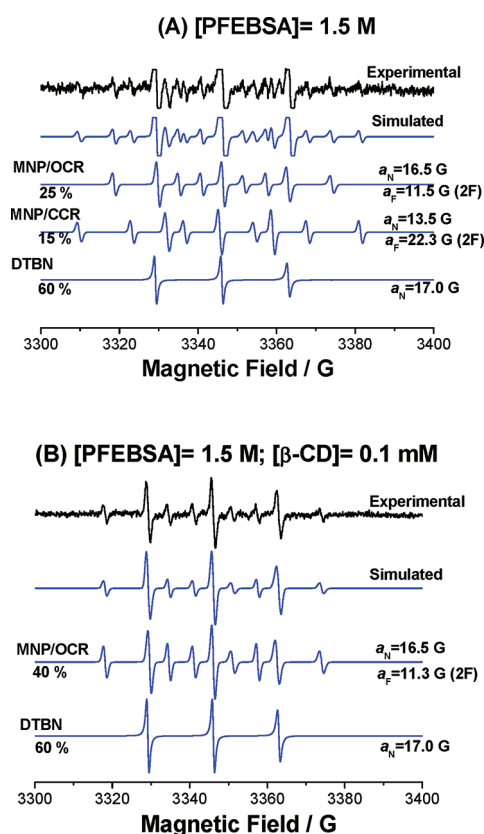 (A) [PFEBSA]= 1.5 M
Experimental
Simulated
MNP/OCR
25 %
aN=16.5 G
aF=11.5 G (2F)
MNP/CCR
15 %
aN=13.5 G
aF=22.3 G (2F)
DTBN
60 %
aN=17.0 G
3300 3320 3340 3360 3380 3400
Magnetic Field / G
(B) [PFEBSA]= 1.5 M; [β-CD]= 0.1 mM
Experimental
Simulated
MNP/OCR
40 %
aN=16.5 G
aF=11.3 G (2F)
DTBN
60 %
aN=17.0 G
3300 3320 3340 3360 3380 3400
Magnetic Field / G